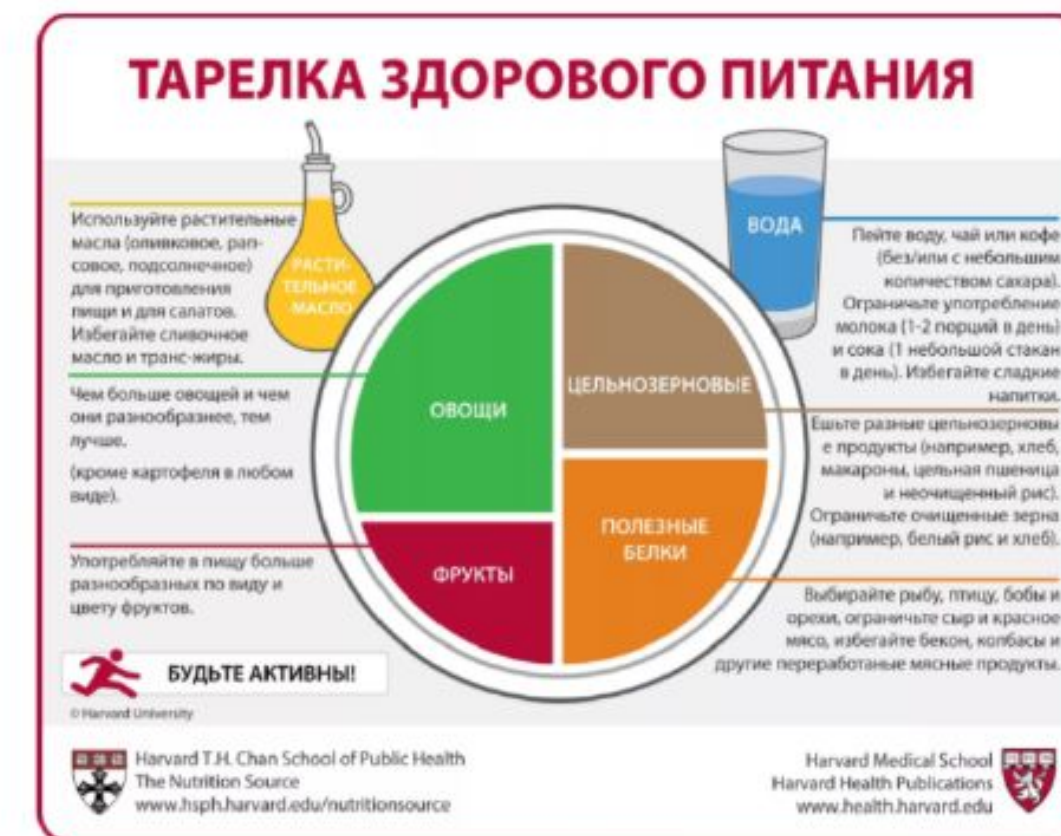 ТАРЕЛКА ЗДОРОВОГО ПИТАНИЯ
Используйте растительные
масла (оливковое, рап-
совое, подсолнечное)
для приготовления
пищи и для салатов.
Избегайте сливочное
масло и транс-жиры.
РАСТИ-
ТЕЛЬНОЕ
-МАСЛО
ВОДА
Пейте воду, чай или кофе
(без/или с небольшим
количеством сахара).
Ограничьте употребление
молока (1-2 порций в день)
и сока (1 небольшой стакан
в день). Избегайте сладкие
напитки.
Чем больше овощей и чем
они разнообразнее, тем
лучше.
(кроме картофеля в любом
виде).
ОВОЩИ
ЦЕЛЬНОЗЕРНОВЫЕ
Ешьте разные цельнозерновы
е продукты (например, хлеб,
макароны, цельная пшеница
и неочищенный рис).
Ограничьте очищенные зерна
(например, белый рис и хлеб).
Употребляйте в пищу больше
разнообразных по виду и
цвету фруктов.
ФРУКТЫ
ПОЛЕЗНЫЕ
БЕЛКИ
Выбирайте рыбу, птицу, бобы и
орехи, ограничьте сыр и красное
мясо, избегайте бекон, колбасы и
другие переработаные мясные продукты.
БУДЬТЕ АКТИВНЫ!
© Harvard University
Harvard T.H. Chan School of Public Health
The Nutrition Source
www.hsph.harvard.edu/nutritionsource
Harvard Medical School
Harvard Health Publications
www.health.harvard.edu